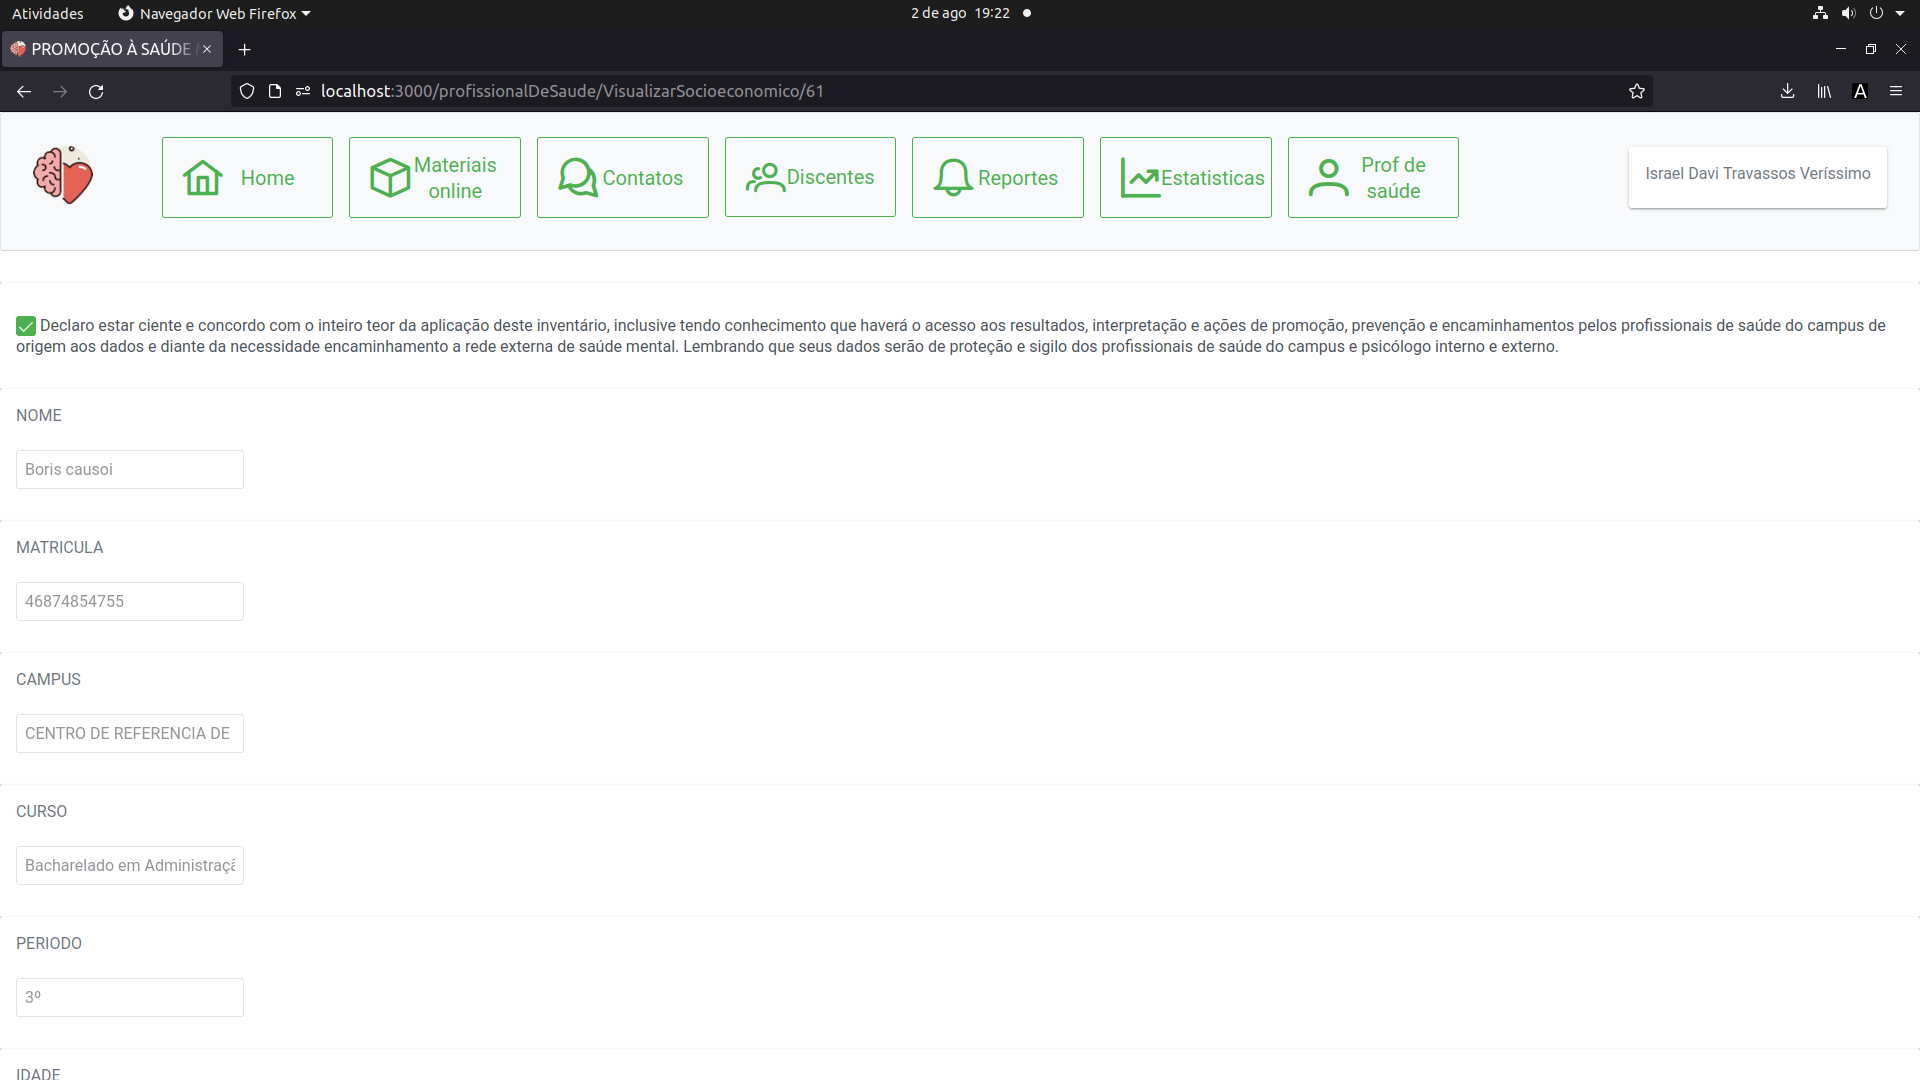 Atividades
Navegador Web Firefox
2 de ago 19:22
PROMOÇÃO À SAÚDE
localhost:3000/profissionalDeSaude/VisualizarSocioeconomico/61
A
Home
Materiais
online
Contatos
Discentes
Reportes
Estatisticas
Prof de
saúde
Israel Davi Travassos Veríssimo
Declaro estar ciente e concordo com o inteiro teor da aplicação deste inventário, inclusive tendo conhecimento que haverá o acesso aos resultados, interpretação e ações de promoção, prevenção e encaminhamentos pelos profissionais de saúde do campus de
origem aos dados e diante da necessidade encaminhamento a rede externa de saúde mental. Lembrando que seus dados serão de proteção e sigilo dos profissionais de saúde do campus e psicólogo interno e externo.
NOME
Boris causoi
MATRICULA
46874854755
CAMPUS
CENTRO DE REFERENCIA DE
CURSO
Bacharelado em Administraçã
PERIODO
3º
IDADE